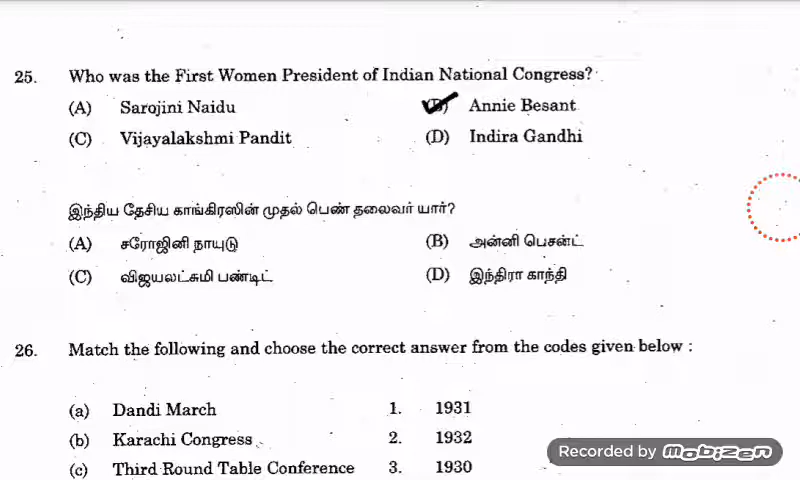 25. Who was the First Women President of Indian National Congress?
(A) Sarojini Naidu (B) Annie Besant
(C) Vijayalakshmi Pandit (D) Indira Gandhi
இந்திய தேசிய காங்கிரஸின் முதல் பெண் தலைவர் யார்?
(A) சரோஜினி நாயுடு (B) அன்னி பெசன்ட்
(C) விஜயலட்சுமி பண்டிட் (D) இந்திரா காந்தி
26. Match the following and choose the correct answer from the codes given below :
(a) Dandi March 1. 1931
(b) Karachi Congress 2. 1932
(c) Third Round Table Conference 3. 1930
Recorded by mobizen